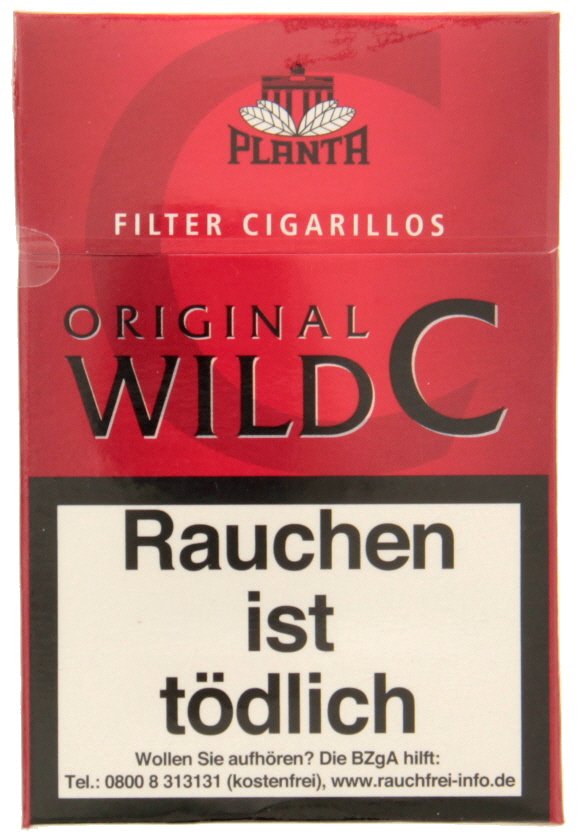 PLANTA
FILTER CIGARILLOS
ORIGINAL
WILD C
Rauchen
ist
tödlich
Wollen Sie aufhören? Die BZgA hilft:
Tel.: 0800 8 313131 (kostenfrei), www.rauchfrei-info.de